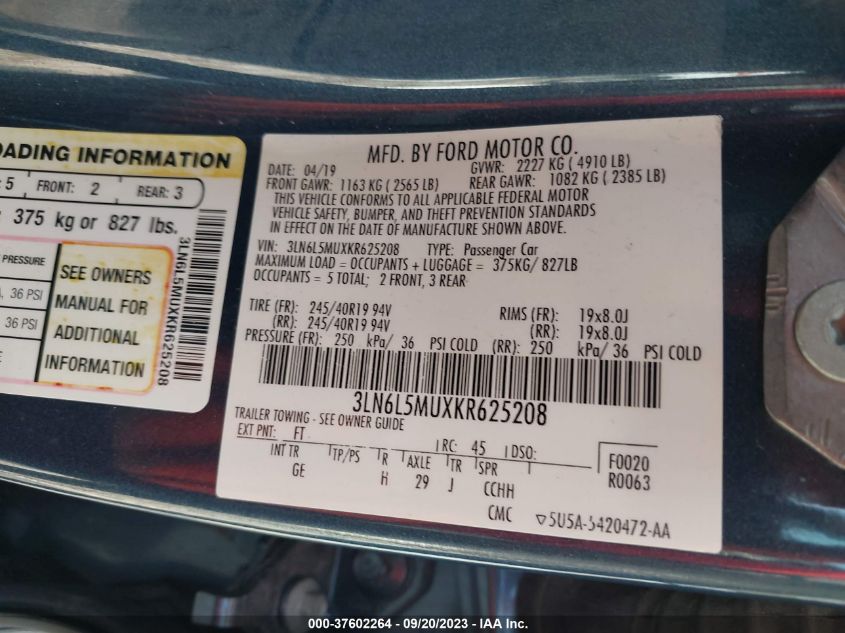 OADING INFORMATION
: 5 FRONT: 2 REAR: 3
375 kg or 827 lbs.
PRESSURE
36 PSI
36 PSI
SEE OWNERS
MANUAL FOR
ADDITIONAL
INFORMATION
3LN6L5MUXKR625208
MFD. BY FORD MOTOR CO.
DATE: 04/19 GVWR: 2227 KG ( 4910 LB)
FRONT GAWR: 1163 KG ( 2565 LB) REAR GAWR: 1082 KG ( 2385 LB)
THIS VEHICLE CONFORMS TO ALL APPLICABLE FEDERAL MOTOR
VEHICLE SAFETY, BUMPER, AND THEFT PREVENTION STANDARDS
IN EFFECT ON THE DATE OF MANUFACTURE SHOWN ABOVE.
VIN: 3LN6L5MUXKR625208 TYPE: Passenger Car
MAXIMUM LOAD = OCCUPANTS + LUGGAGE = 375KG/ 827LB
OCCUPANTS = 5 TOTAL; 2 FRONT, 3 REAR
TIRE (FR): 245/40R19 94V RIMS (FR): 19x8.0J
(RR): 245/40R19 94V (RR): 19x8.0J
PRESSURE (FR): 250 kPa/ 36 PSI COLD (RR): 250 kPa/ 36 PSI COLD
3LN6L5MUXKR625208
TRAILER TOWING - SEE OWNER GUIDE
EXT PNT: FT RC: 45 DSO:
INT TR TP/PS R AXLE TR SPR F0020
GE H 29 J CCHH R0063
CMC 5U5A-5420472-AA
000-37602264 - 09/20/2023 - IAA Inc.